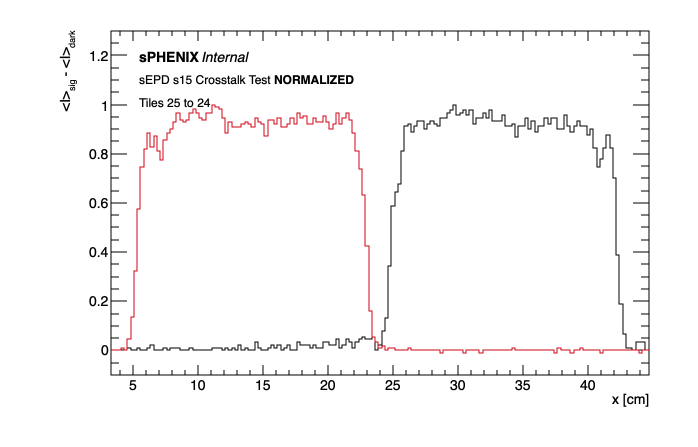 <I>sig - <I>dark
1.2
sPHENIX Internal
sEPD s15 Crosstalk Test NORMALIZED
Tiles 25 to 24
1
0.8
0.6
0.4
0.2
0
5 10 15 20 25 30 35 40
x [cm]